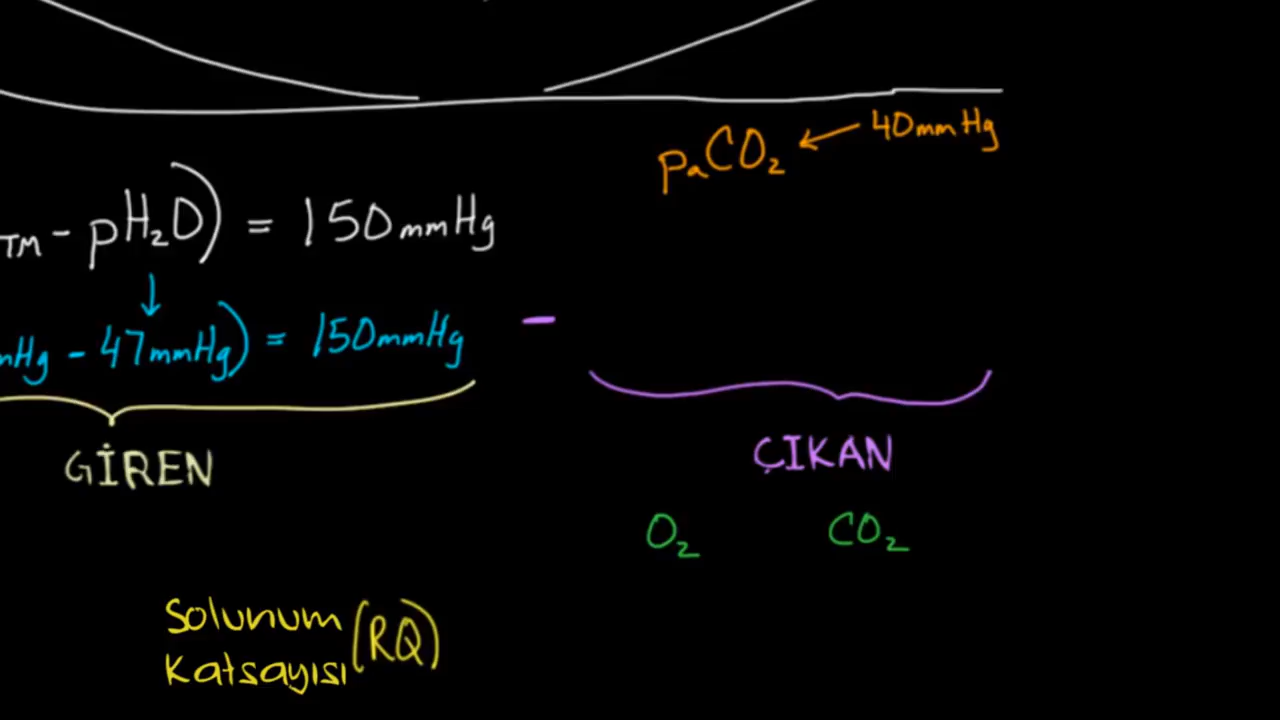 paCO₂ ← 40mmHg
TM - pH₂O) = 150mmHg
mHg - 47mmHg) = 150mmHg -
GİREN
ÇIKAN
O₂ CO₂
Solunum
Katsayısı (RQ)